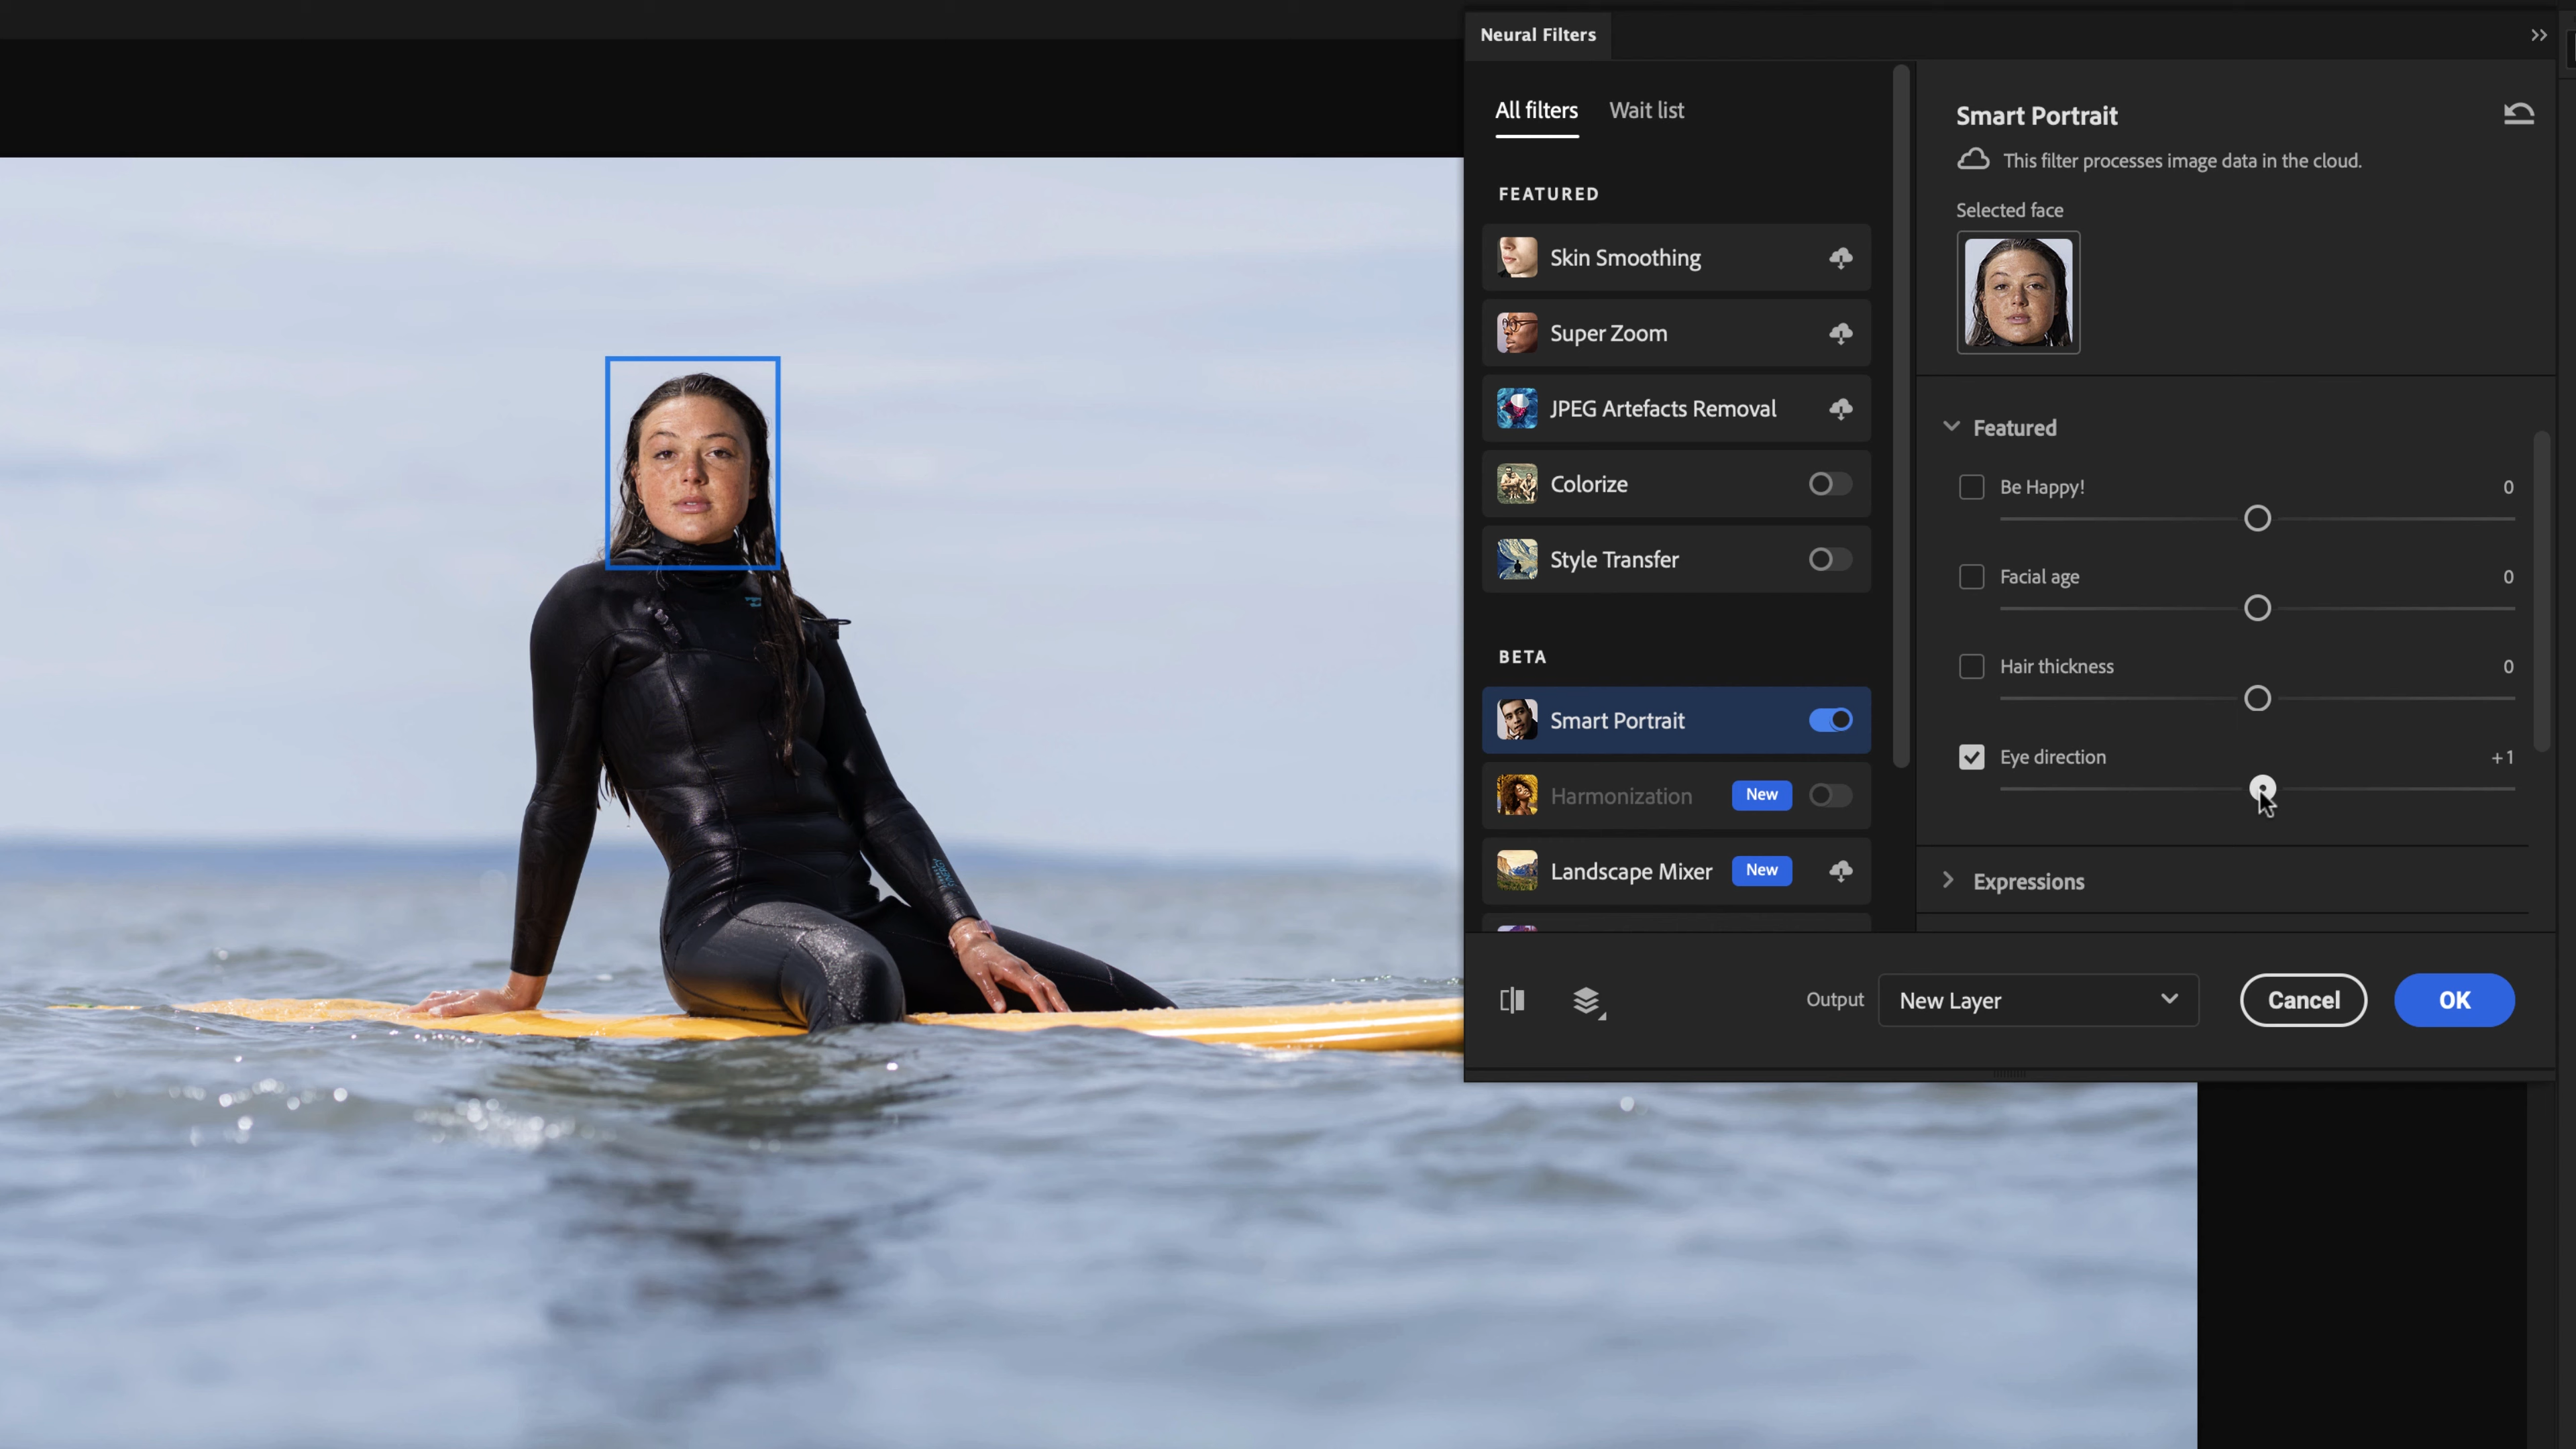 Neural Filters
All filters
Wait list
FEATURED
Skin Smoothing
Super Zoom
JPEG Artefacts Removal
Colorize
Style Transfer
BETA
Smart Portrait
Harmonization
New
Landscape Mixer
New
Smart Portrait
This filter processes image data in the cloud.
Selected face
Featured
Be Happy!
0
Facial age
0
Hair thickness
0
Eye direction
+1
Expressions
Output
New Layer
Cancel
OK